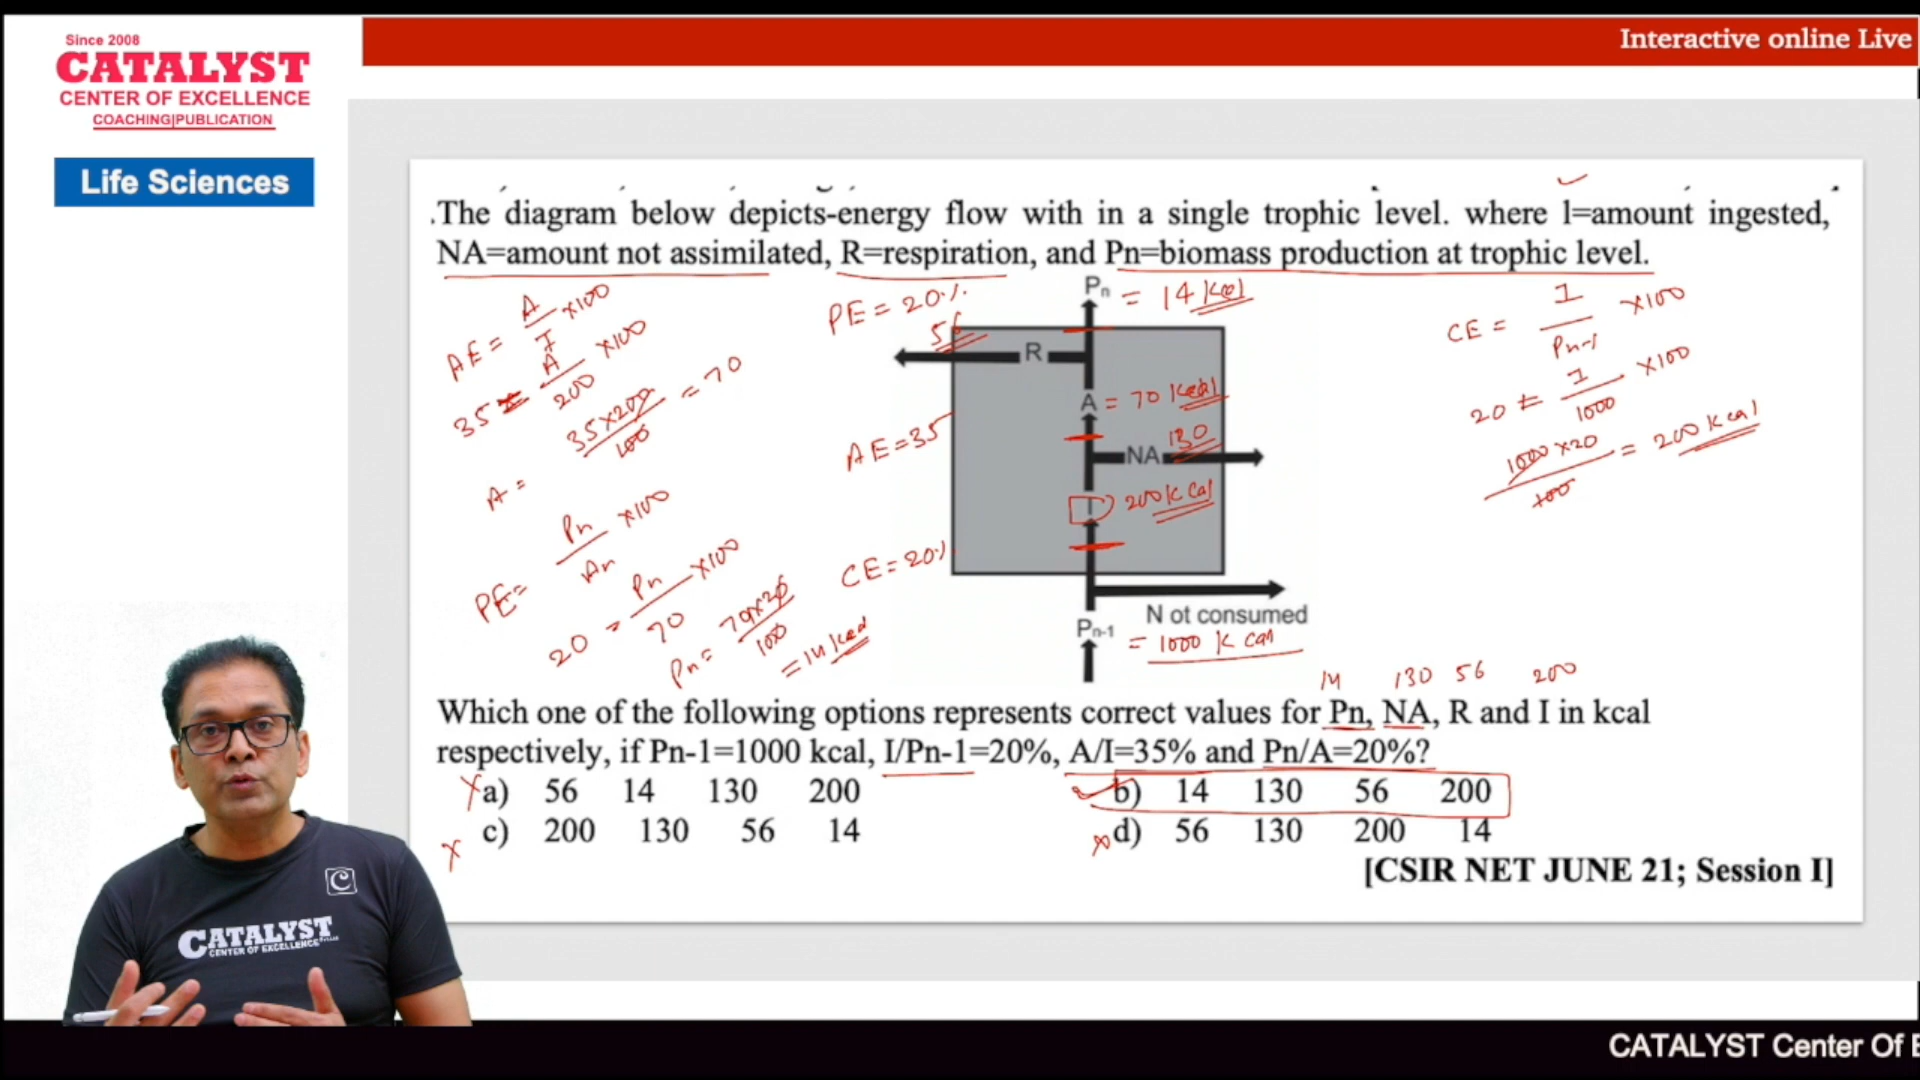 Since 2008
CATALYST
CENTER OF EXCELLENCE
COACHING|PUBLICATION
Interactive online Live
Life Sciences
.The diagram below depicts-energy flow with in a single trophic level. where l=amount ingested,
NA=amount not assimilated, R=respiration, and Pn=biomass production at trophic level.
AE = A/I ×100
35 = A/200 ×100
A = 35×200/100 = 70
PE = Pn/An ×100
20 = Pn/70 ×100
Pn = 70×20/100
= 14 kcal
PE = 20%
AE = 35
CE = 20%
Pn = 14 kcal
56
R
A = 70 kcal
130
NA
I 200 k cal
N ot consumed
Pn-1 = 1000 k cal
CE = I/Pn-1 ×100
20 = I/1000 ×100
1000×20/100 = 200 kcal
14 130 56 200
Which one of the following options represents correct values for Pn, NA, R and I in kcal
respectively, if Pn-1=1000 kcal, I/Pn-1=20%, A/I=35% and Pn/A=20%?
a) 56 14 130 200
b) 14 130 56 200
c) 200 130 56 14
d) 56 130 200 14
[CSIR NET JUNE 21; Session I]
C
CATALYST
CENTER OF EXCELLENCE
CATALYST Center Of E